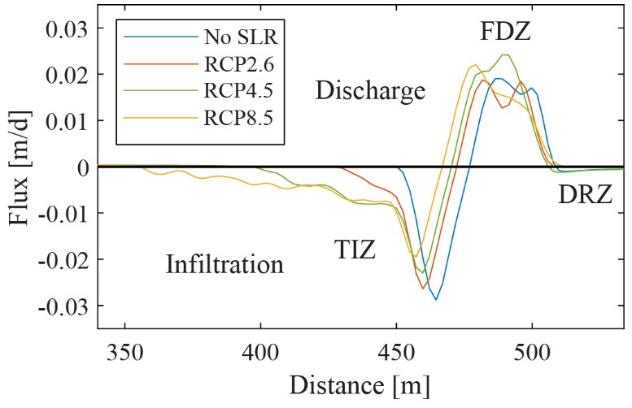 0.03
0.02
0.01
0
-0.01
-0.02
-0.03
Flux [m/d]
No SLR
RCP2.6
RCP4.5
RCP8.5
FDZ
Discharge
DRZ
TIZ
Infiltration
350
400
450
500
Distance [m]